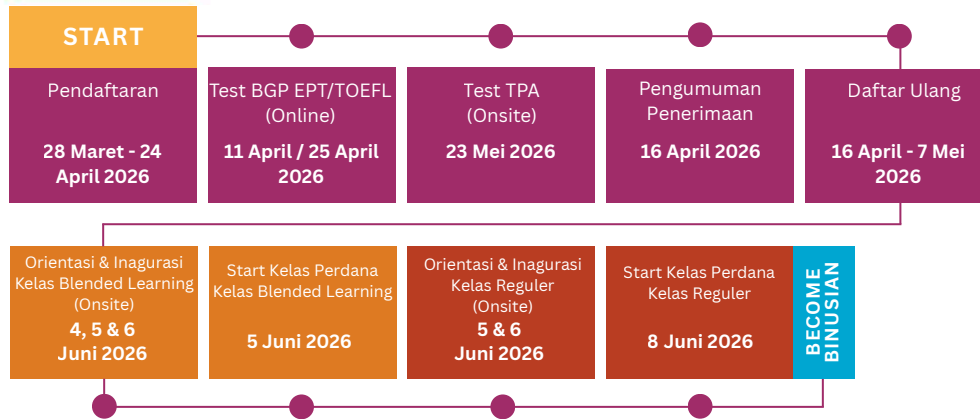 START
Pendaftaran
28 Maret - 24
April 2026
Test BGP EPT/TOEFL
(Online)
11 April / 25 April
2026
Test TPA
(Onsite)
23 Mei 2026
Pengumuman
Penerimaan
16 April 2026
Daftar Ulang
16 April - 7 Mei
2026
Orientasi & Inagurasi
Kelas Blended Learning
(Onsite)
4, 5 & 6
Juni 2026
Start Kelas Perdana
Kelas Blended Learning
5 Juni 2026
Orientasi & Inagurasi
Kelas Reguler
(Onsite)
5 & 6
Juni 2026
Start Kelas Perdana
Kelas Reguler
8 Juni 2026
BECOME
BINUSIAN